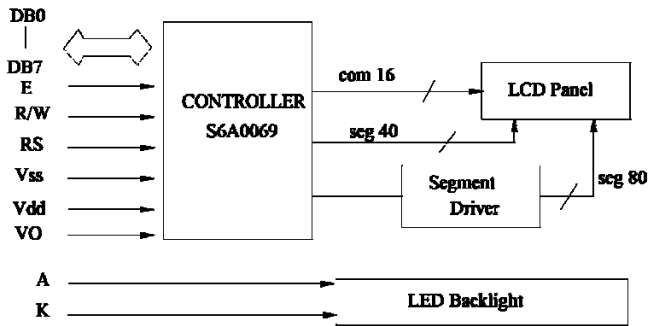 DB0
DB7
E
R/W
RS
Vss
Vdd
VO
CONTROLLER
S6A0069
com 16
seg 40
LCD Panel
Segment
Driver
seg 80
A
K
LED Backlight